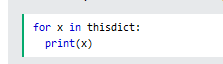 for x in thisdict:
  print(x)